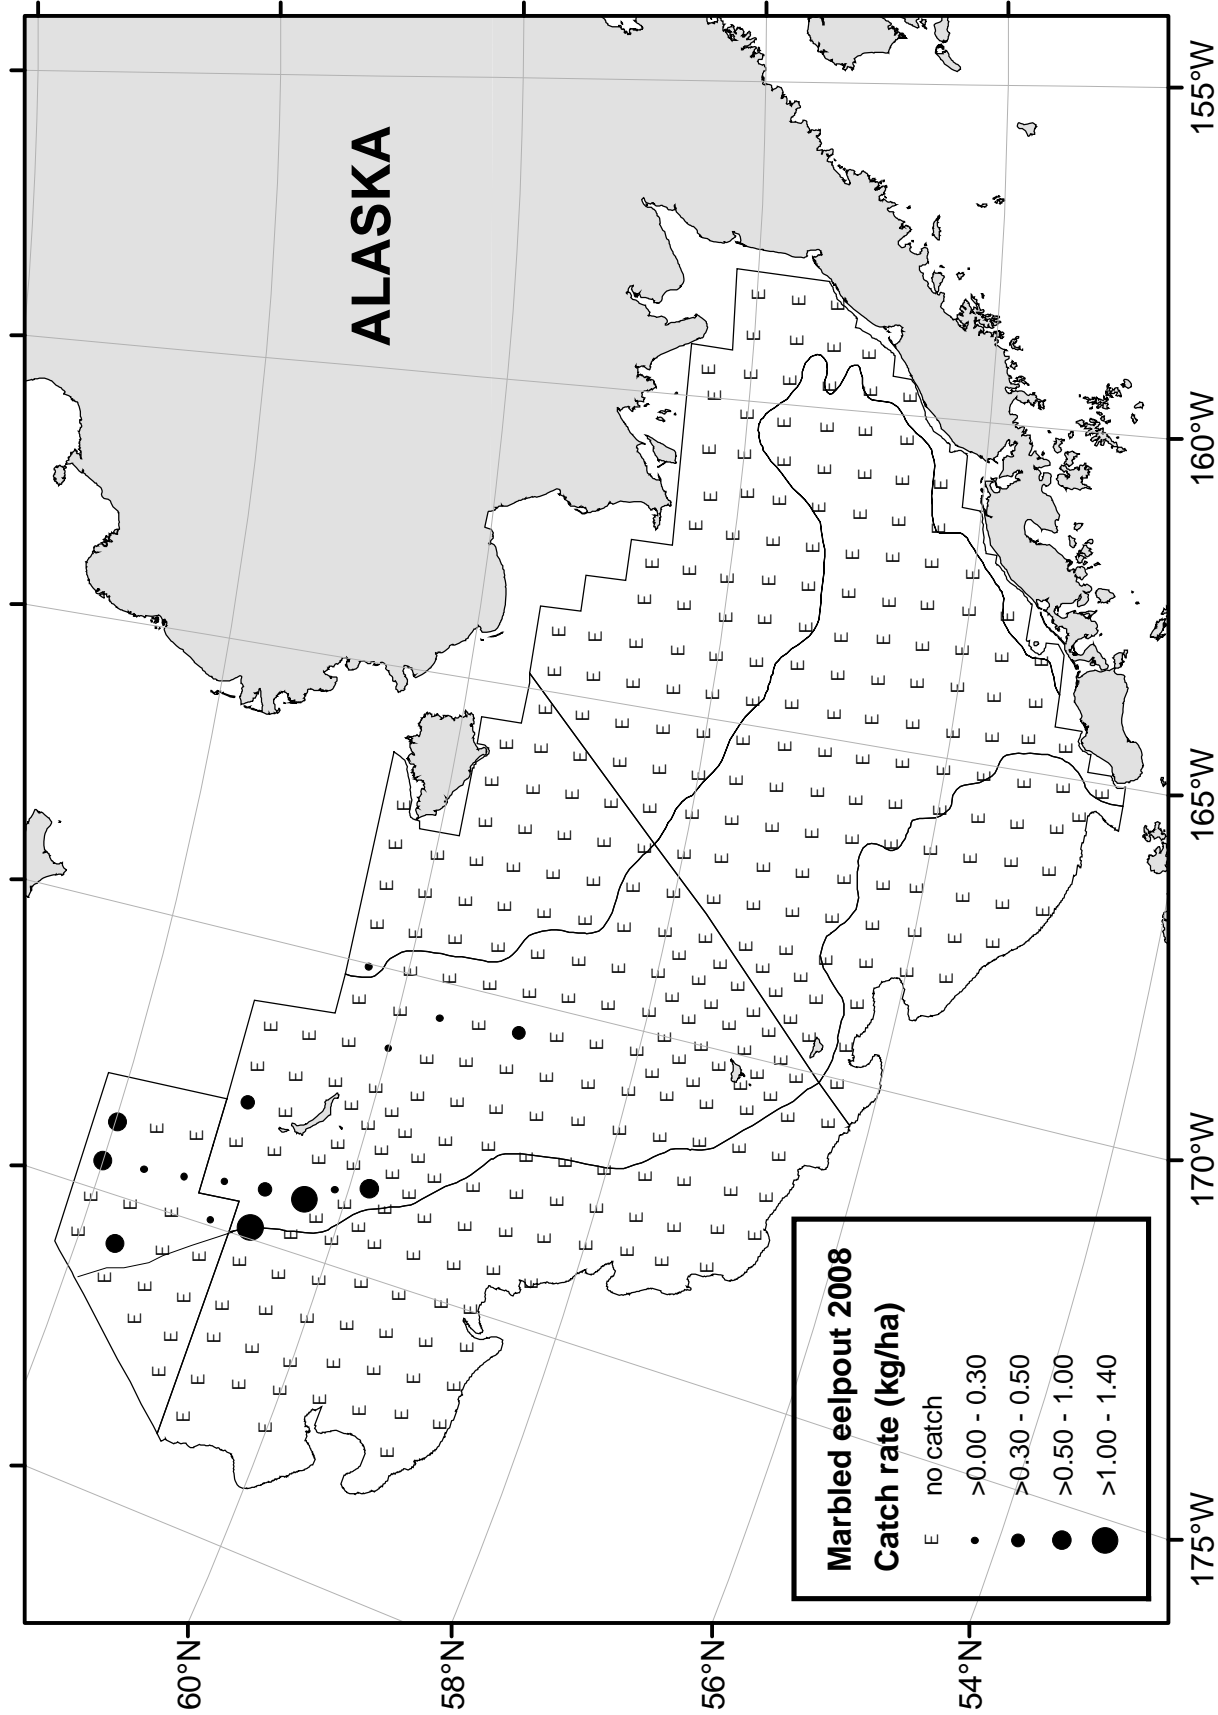 ALASKA
60°N
58°N
56°N
54°N
175°W
170°W
165°W
160°W
155°W
Marbled eelpout 2008
Catch rate (kg/ha)
E no catch
>0.00 - 0.30
>0.30 - 0.50
>0.50 - 1.00
>1.00 - 1.40